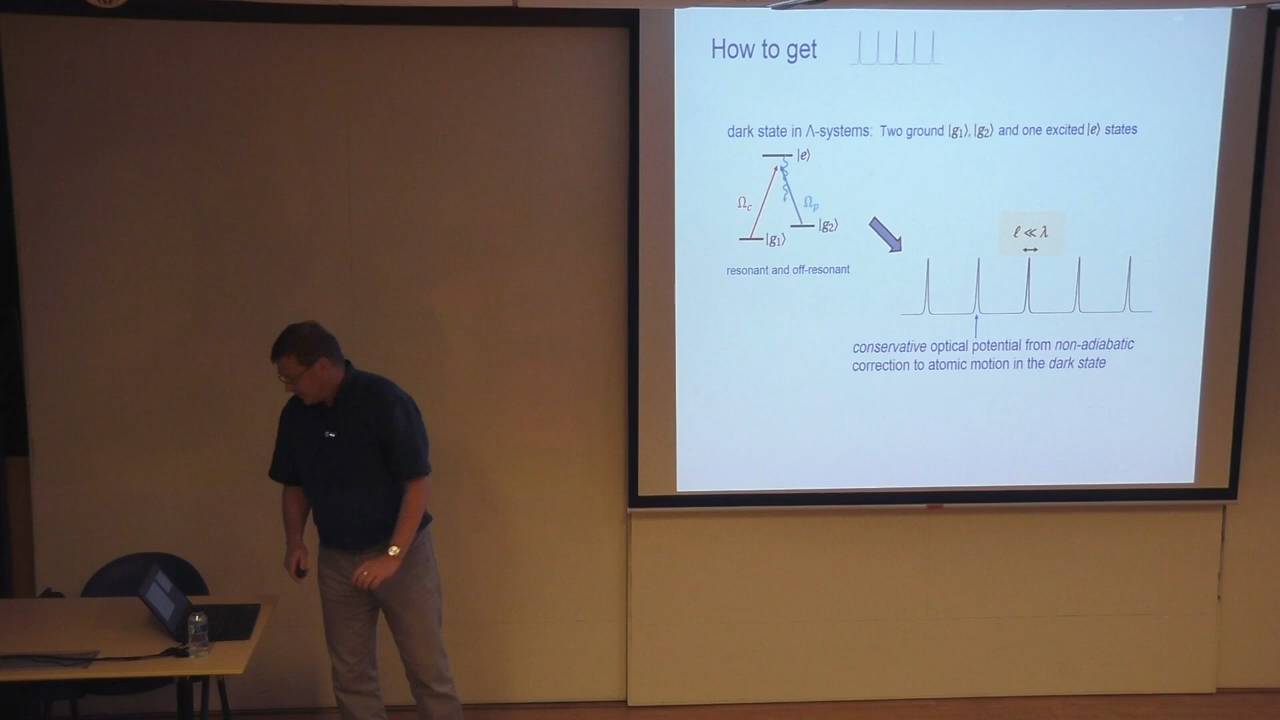 How to get
dark state in Λ-systems: Two ground |g₁⟩, |g₂⟩ and one excited |e⟩ states
|e⟩
Ω_c
Ω_p
|g₂⟩
|g₁⟩
ℓ ≪ λ
resonant and off-resonant
conservative optical potential from non-adiabatic
correction to atomic motion in the dark state